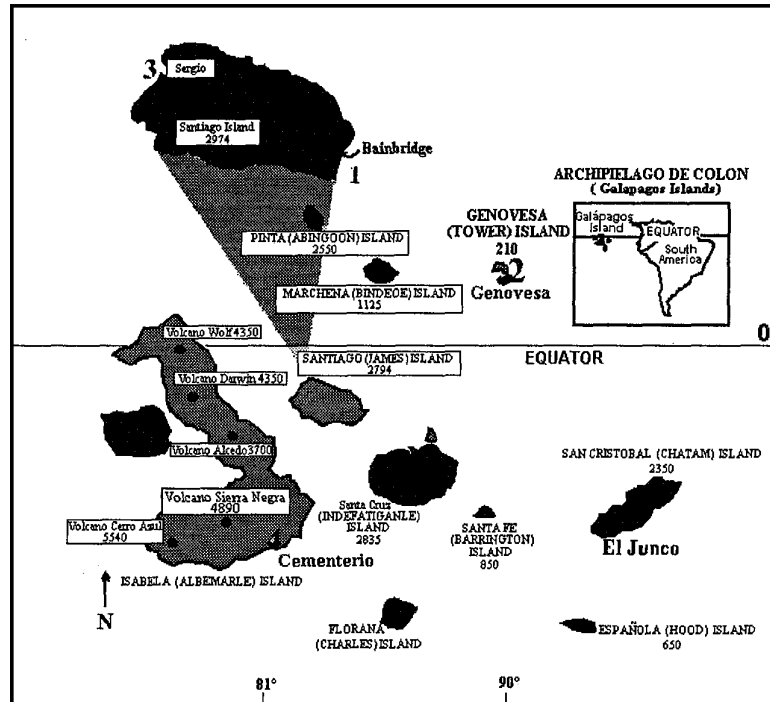 3
Sergio
Santiago Island
2974
Bainbridge
1
ARCHIPIELAGO DE COLON
( Galapagos Islands)
Galápagos
Island
EQUATOR
South
America
GENOVESA
(TOWER) ISLAND
210
2
Genovesa
PINTA (ABINGOON) ISLAND
2550
MARCHENA (BINDEOE) ISLAND
1125
Volcano Wolf 4350
0
SANTIAGO (JAMES) ISLAND
2794
EQUATOR
Volcano Darwin 4350
Volcano Alcedo 3700
SAN CRISTOBAL (CHATAM) ISLAND
2350
Volcano Sierra Negra
4890
Santa Cruz
(INDEFATIGANLE)
ISLAND
2835
SANTA FE
(BARRINGTON)
ISLAND
850
Volcano Cerro Azul
5540
4
Cementerio
El Junco
ISABELA (ALBEMARLE) ISLAND
N
FLORANA
(CHARLES) ISLAND
ESPAÑOLA (HOOD) ISLAND
650
81°
90°